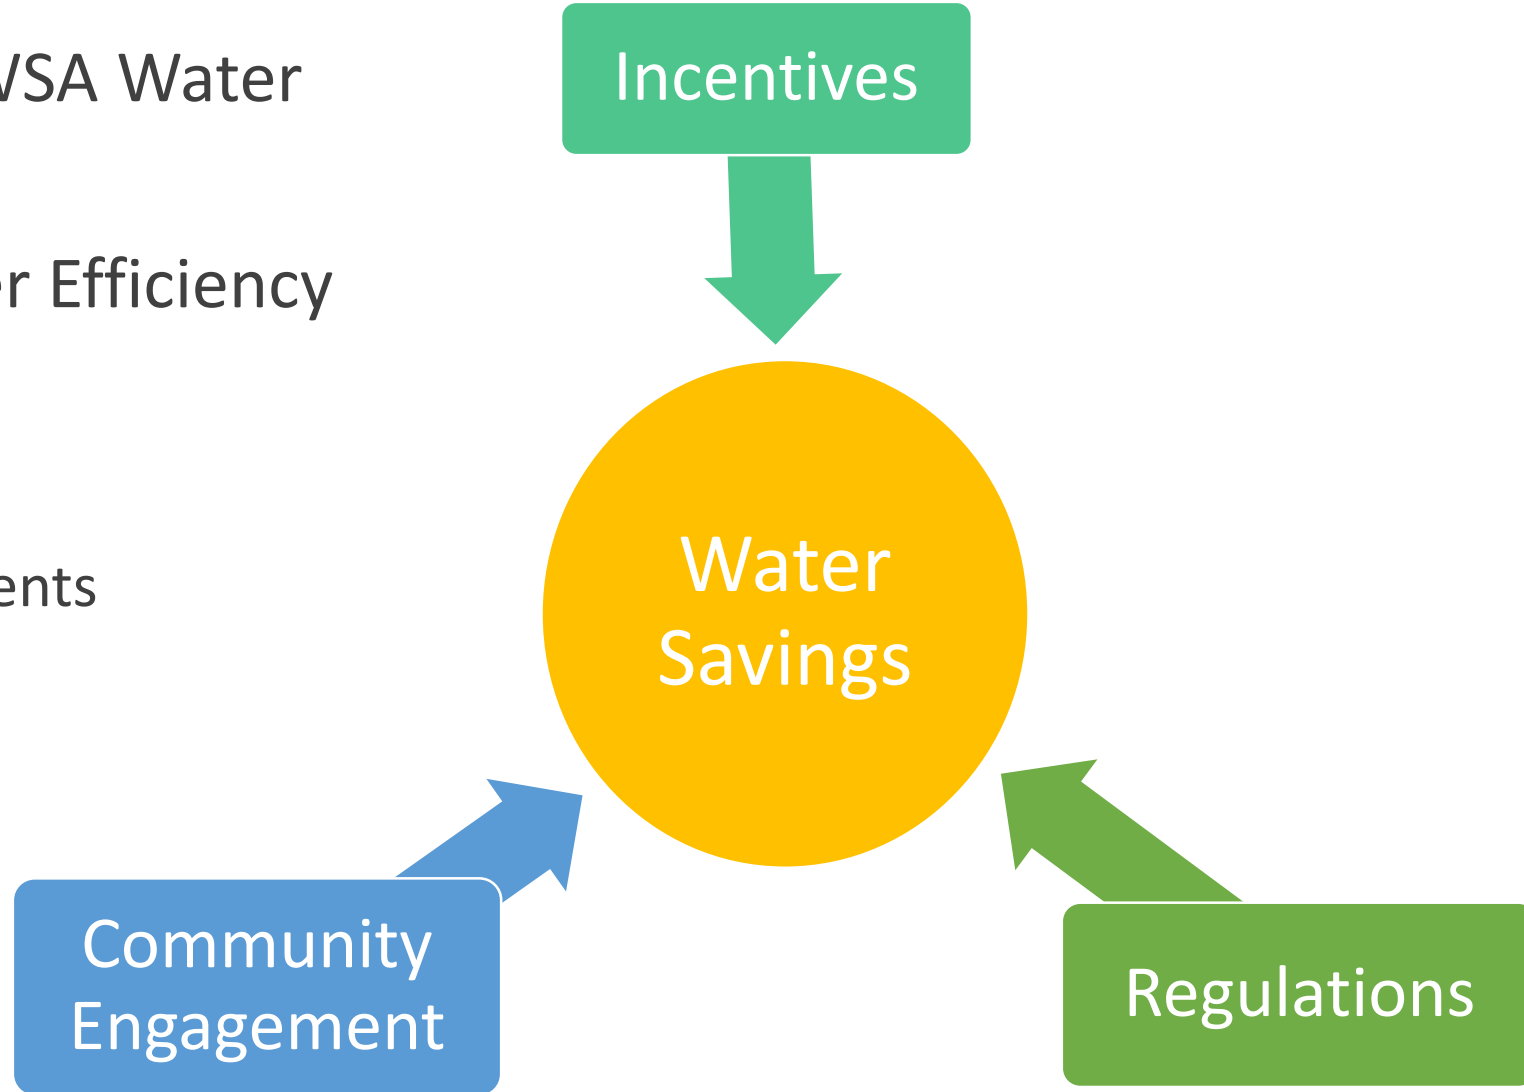 VSA Water
Incentives
r Efficiency
ents
Water
Savings
Community
Engagement
Regulations